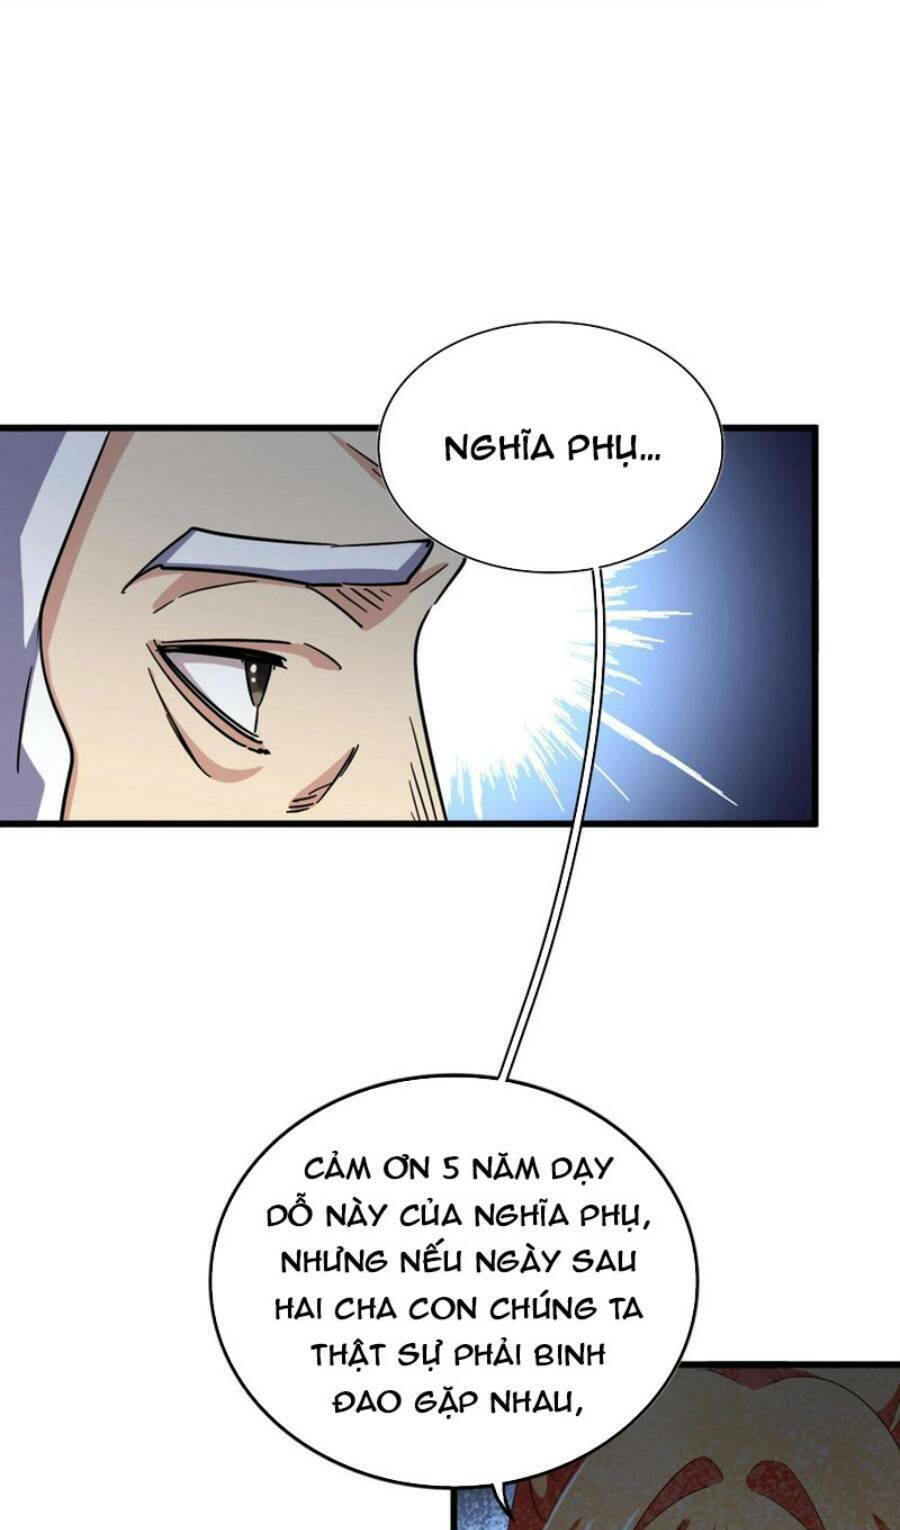 NGHĨA PHỤ...
CẢM ƠN 5 NĂM DẠY
DỖ NÀY CỦA NGHĨA PHỤ,
NHƯNG NẾU NGÀY SAU
HAI CHA CON CHÚNG TA
THẬT SỰ PHẢI BINH
ĐAO GẶP NHAU,